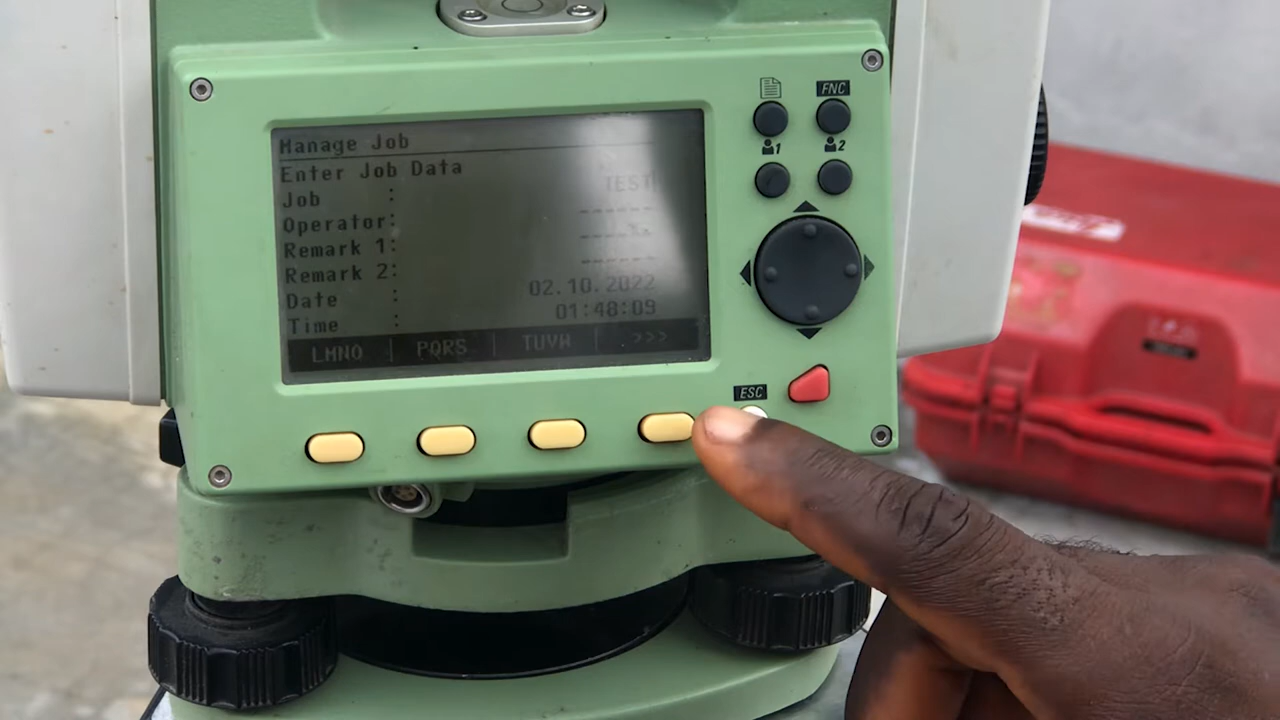 Manage Job
Enter Job Data
Job : TEST
Operator:
Remark 1:
Remark 2:
Date : 02.10.2022
Time : 01:48:09
LMNO | PQRS | TUVW | >>>
FNC
1 2
ESC